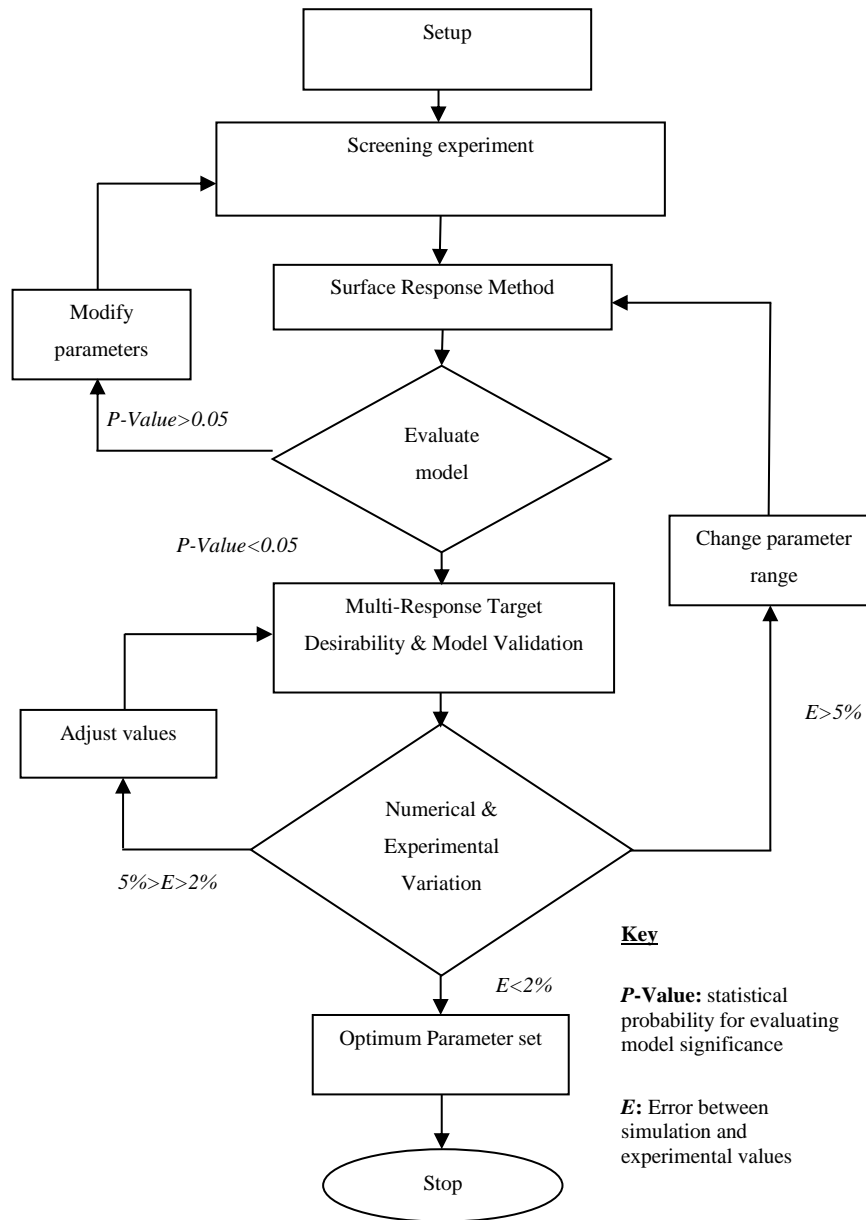 Setup
Screening experiment
Surface Response Method
Modify
parameters
P-Value>0.05
Evaluate
model
P-Value<0.05
Change parameter
range
Multi-Response Target
Desirability & Model Validation
E>5%
Adjust values
Numerical &
Experimental
Variation
5%>E>2%
E<2%
Optimum Parameter set
Stop
Key
P-Value: statistical
probability for evaluating
model significance
E: Error between
simulation and
experimental values